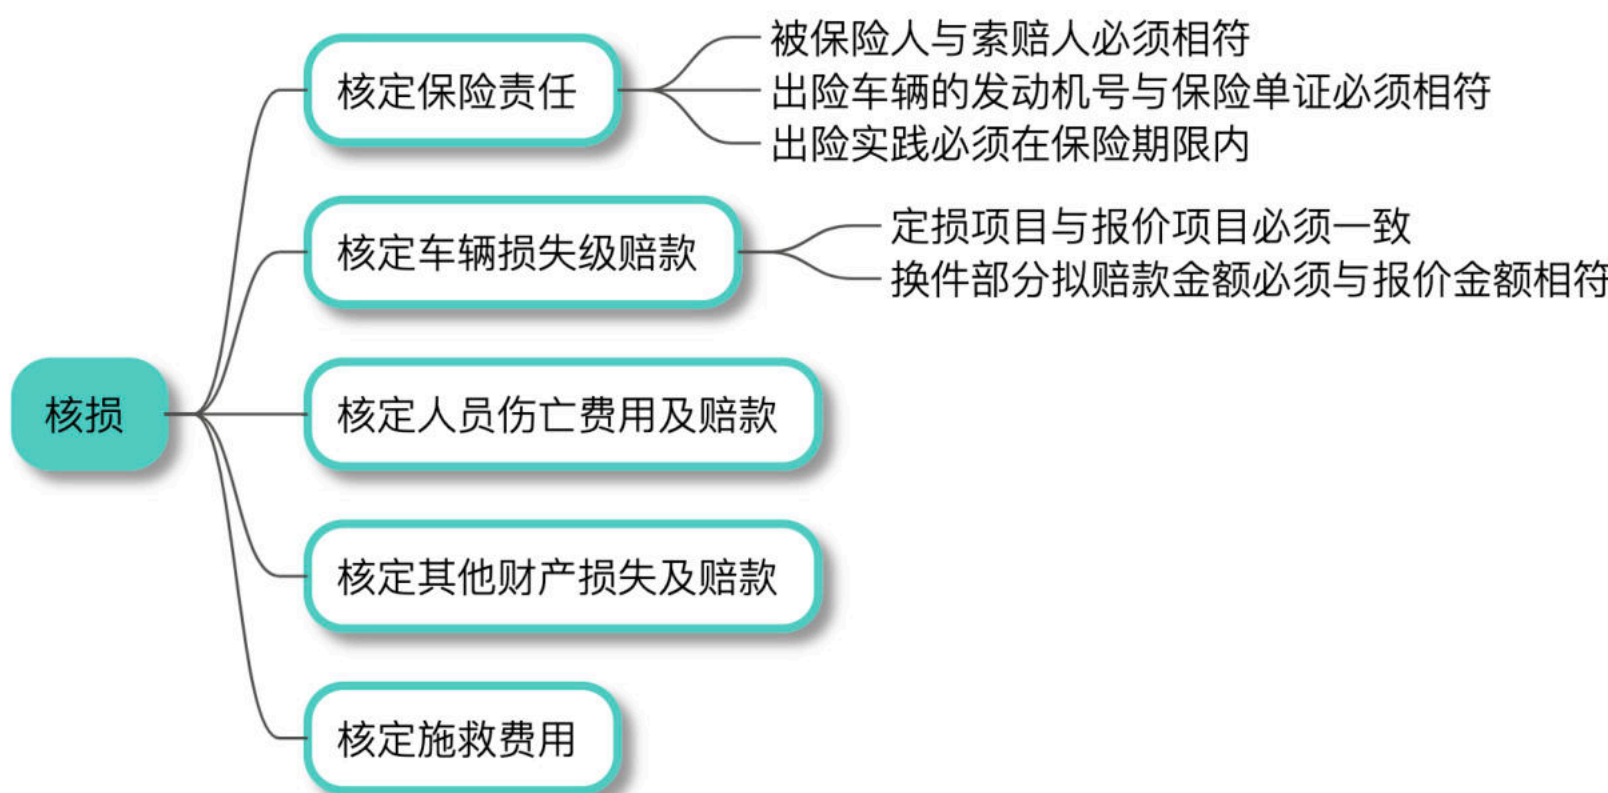 核损
核定保险责任
被保险人与索赔人必须相符
出险车辆的发动机号与保险单证必须相符
出险实践必须在保险期限内
核定车辆损失级赔款
定损项目与报价项目必须一致
换件部分拟赔款金额必须与报价金额相符
核定人员伤亡费用及赔款
核定其他财产损失及赔款
核定施救费用